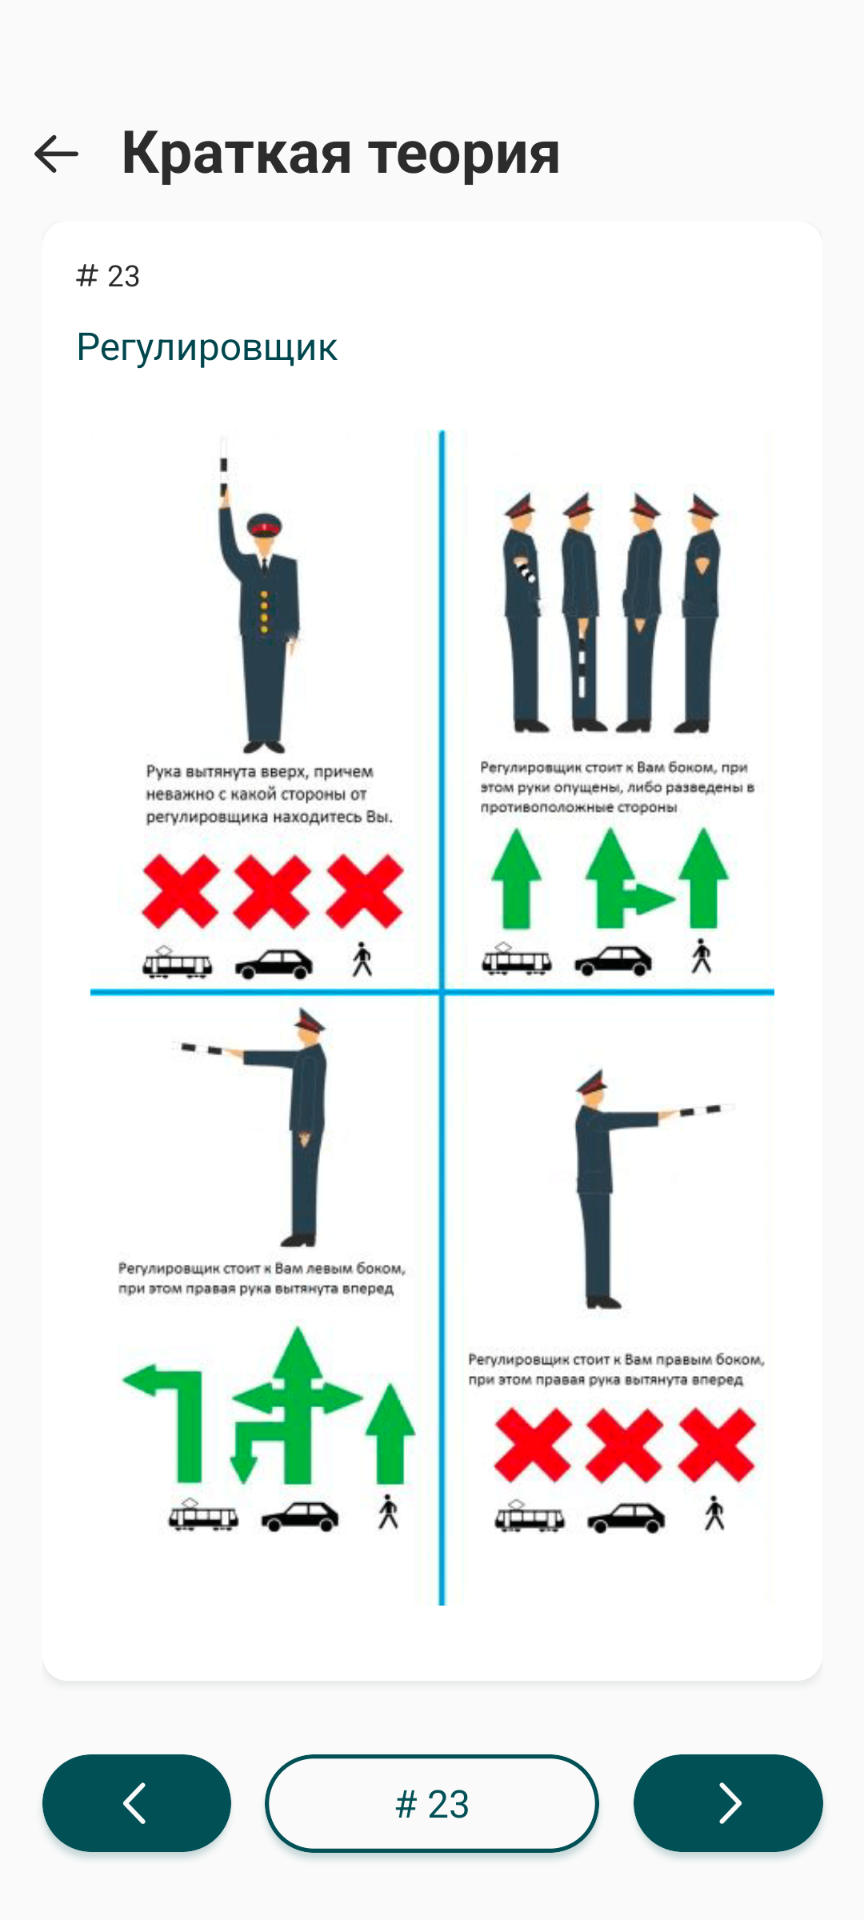 Краткая теория
# 23
Регулировщик
Рука вытянута вверх, причем
неважно с какой стороны от
регулировщика находитесь Вы.
Регулировщик стоит к Вам боком, при
этом руки опущены, либо разведены в
противоположные стороны
Регулировщик стоит к Вам левым боком,
при этом правая рука вытянута вперед
Регулировщик стоит к Вам правым боком,
при этом правая рука вытянута вперед
# 23